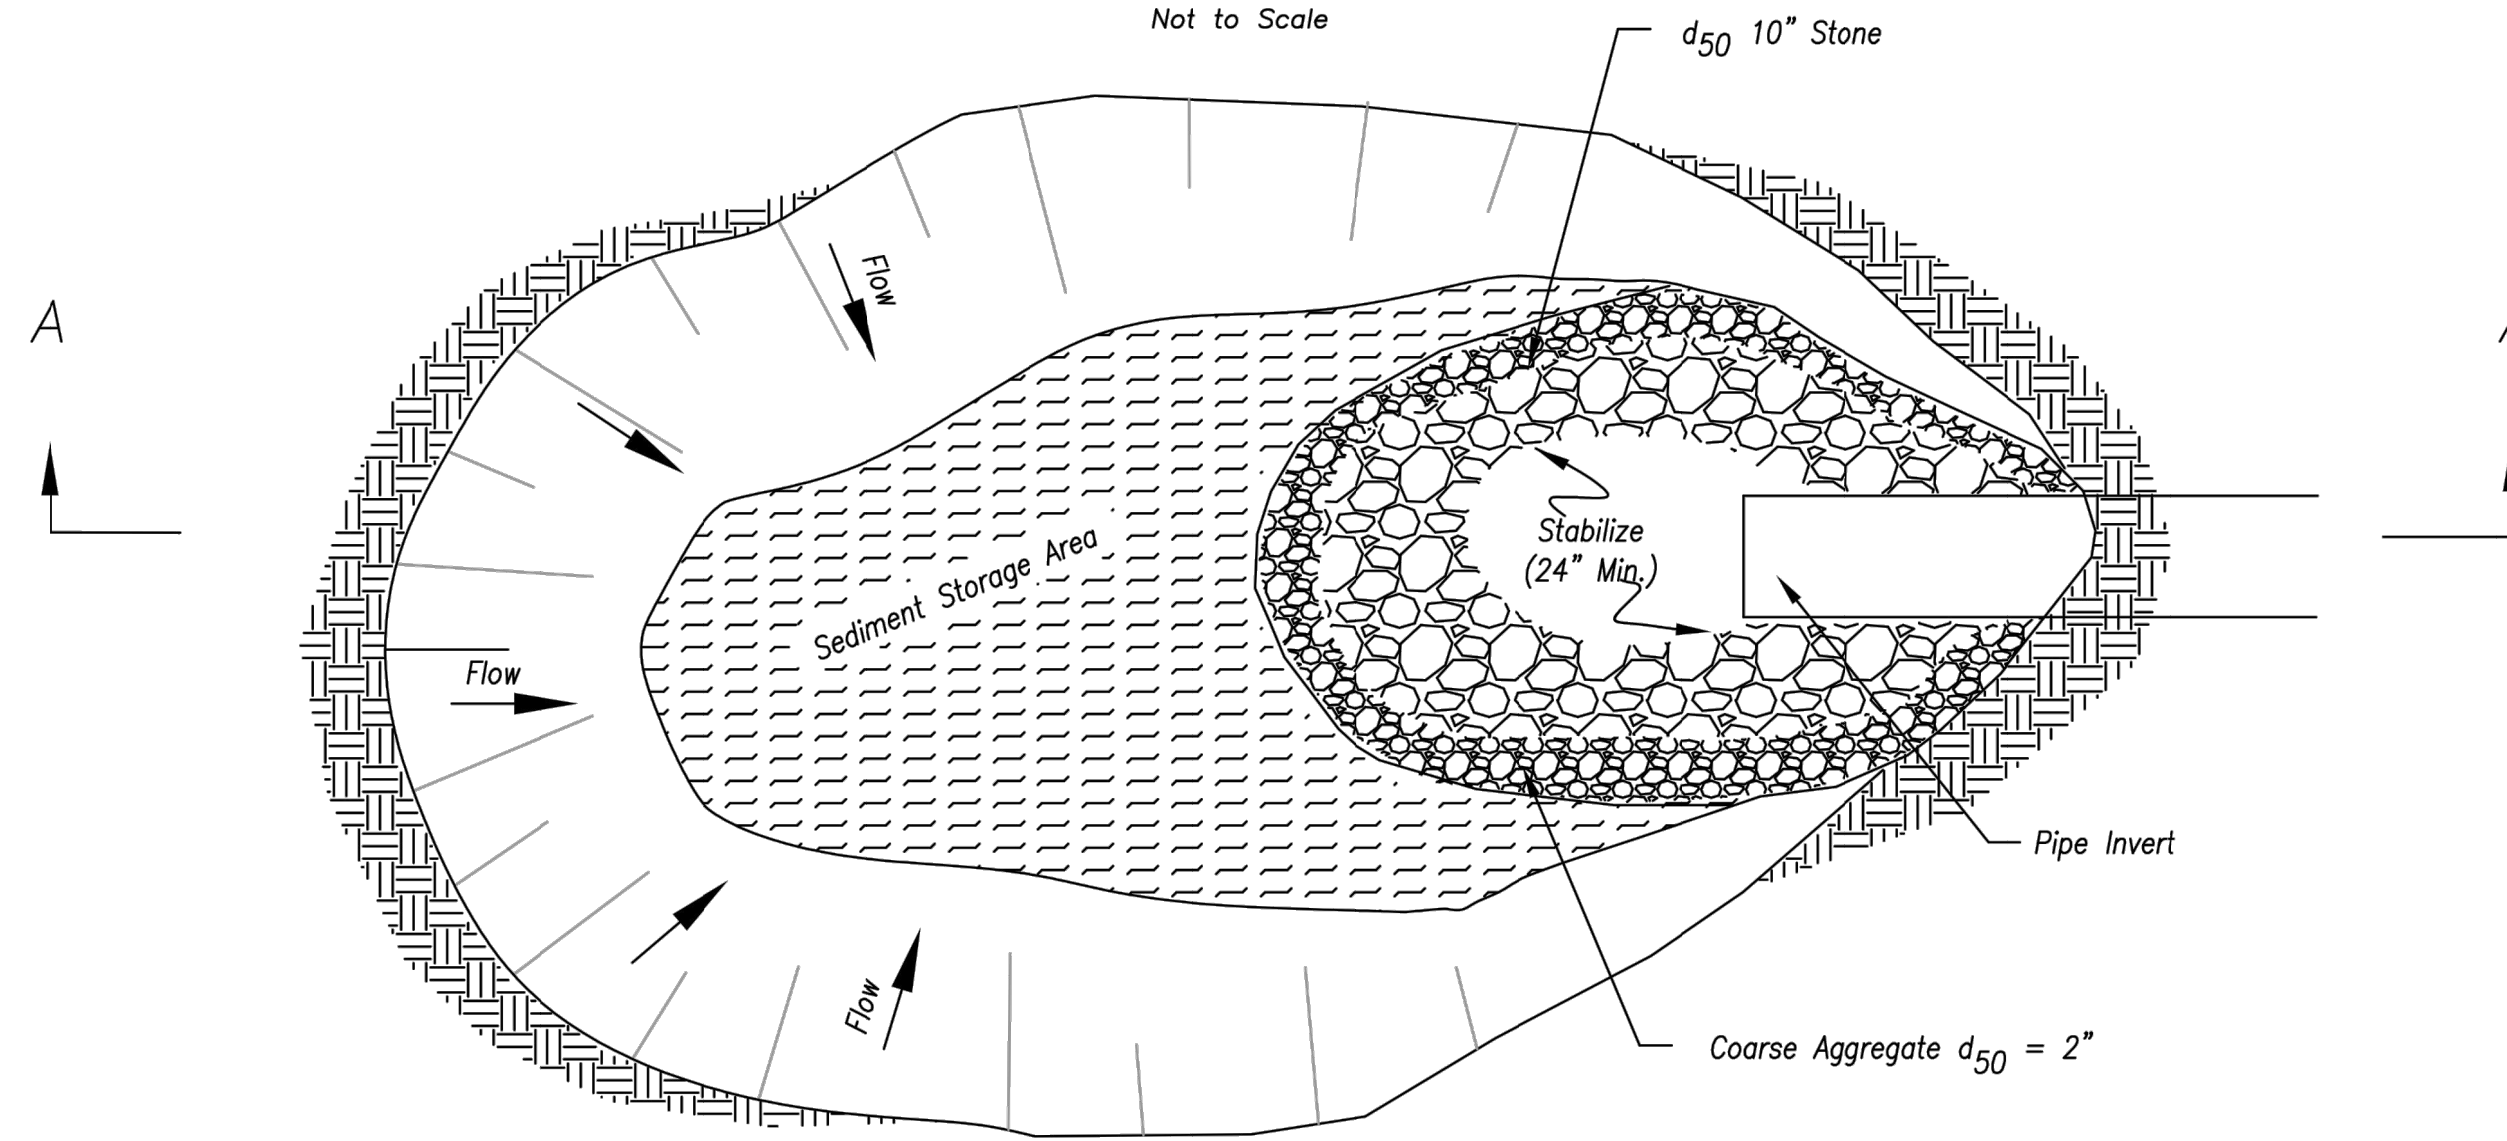 Not to Scale
d50 10” Stone
Flow
A
Stabilize
(24” Min.)
Sediment Storage Area
Flow
Pipe Invert
Flow
Coarse Aggregate d50 = 2”